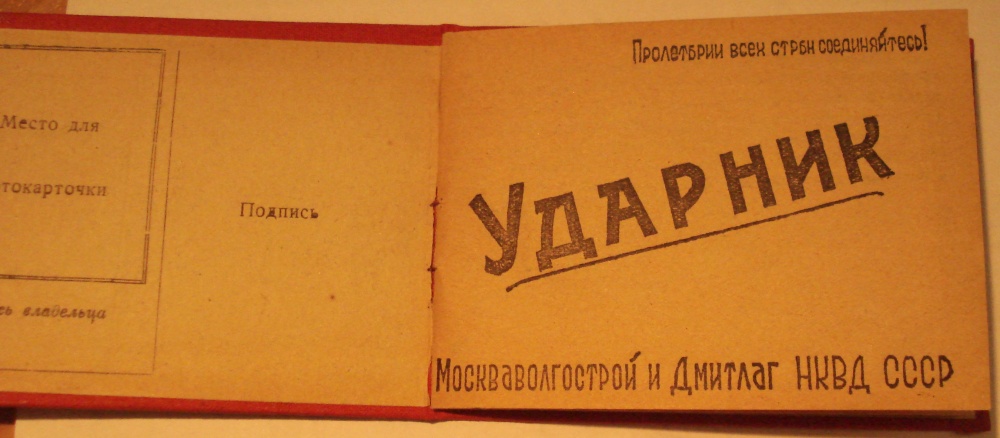 Место для
токарточки
ь владельца
Подпись
Пролетарии всех стран соединяйтесь!
Ударник
Москваволгострой и Дмитлаг НКВД СССР